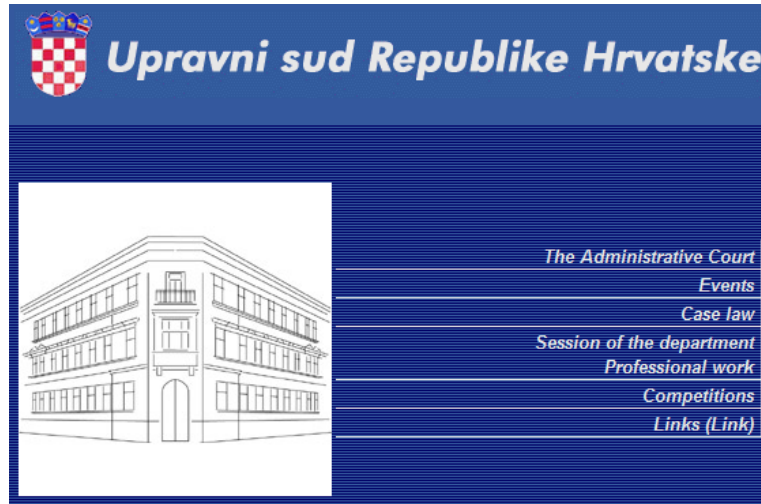 Upravni sud Republike Hrvatske
The Administrative Court
Events
Case law
Session of the department
Professional work
Competitions
Links (Link)